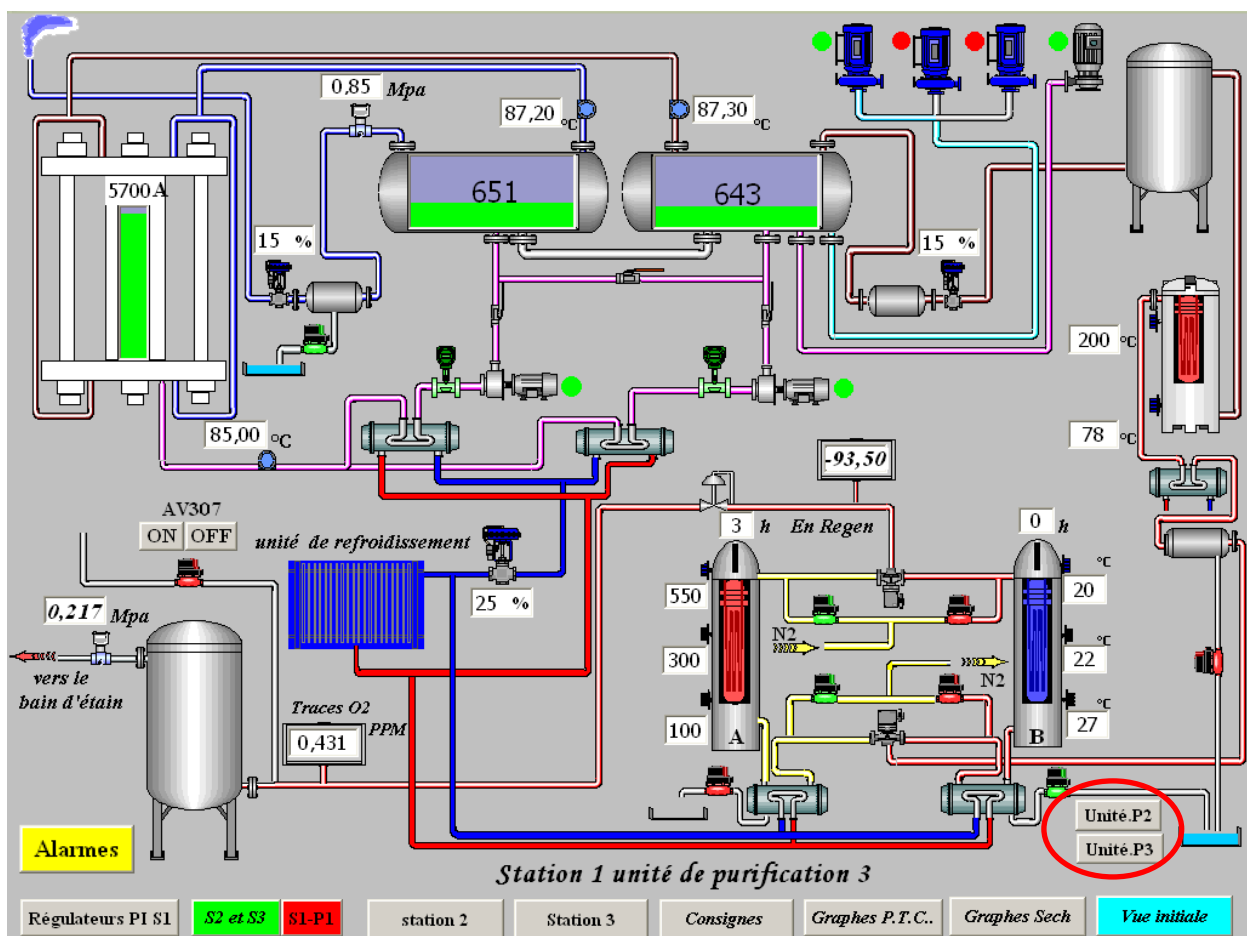 0,85 Mpa
87,20 °C
87,30 °C
5700 A
651
643
15 %
15 %
200 °C
85,00 °C
78 °C
-93,50
AV307
ON OFF
3 h
En Regen
0 h
unité de refroidissement
25 %
°C
550
20
0,217 Mpa
N2
°C
300
22
vers le
bain d'étain
N2
°C
Traces O2
PPM
0,431
100
27
A
B
Unité.P2
Unité.P3
Alarmes
Station 1 unité de purification 3
Régulateurs PI S1
S2 et S3
S1-P1
station 2
Station 3
Consignes
Graphes P.T.C..
Graphes Sech
Vue initiale